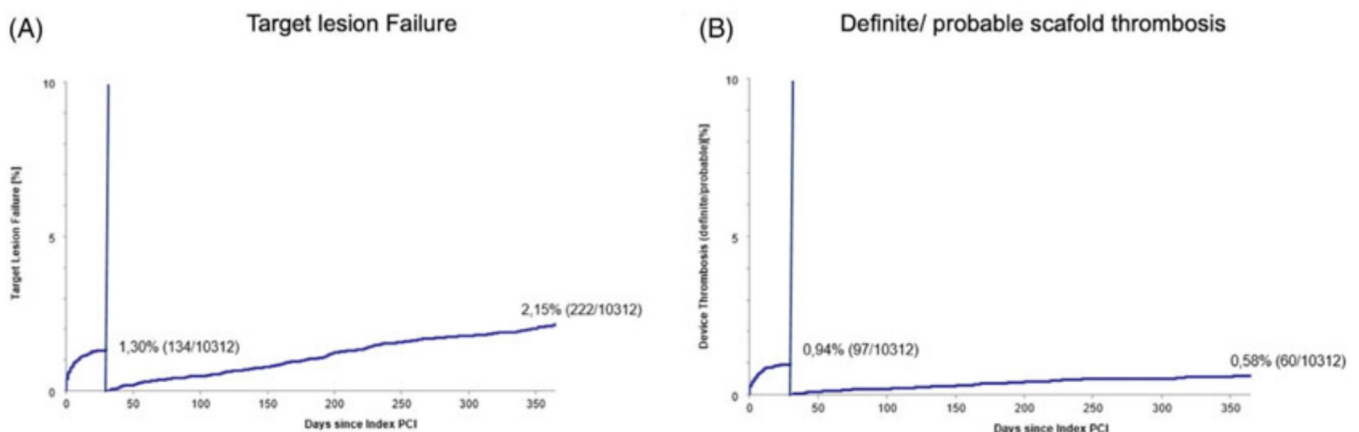 (A)
Target lesion Failure
10
5
0
Target Lesion Failure [%]
1,30% (134/10312)
2,15% (222/10312)
0 50 100 150 200 250 300 350
Days since Index PCI
(B)
Definite/ probable scafold thrombosis
10
5
0
Device Thrombosis (definite/probable)[%]
0,94% (97/10312)
0,58% (60/10312)
0 50 100 150 200 250 300 350
Days since Index PCI